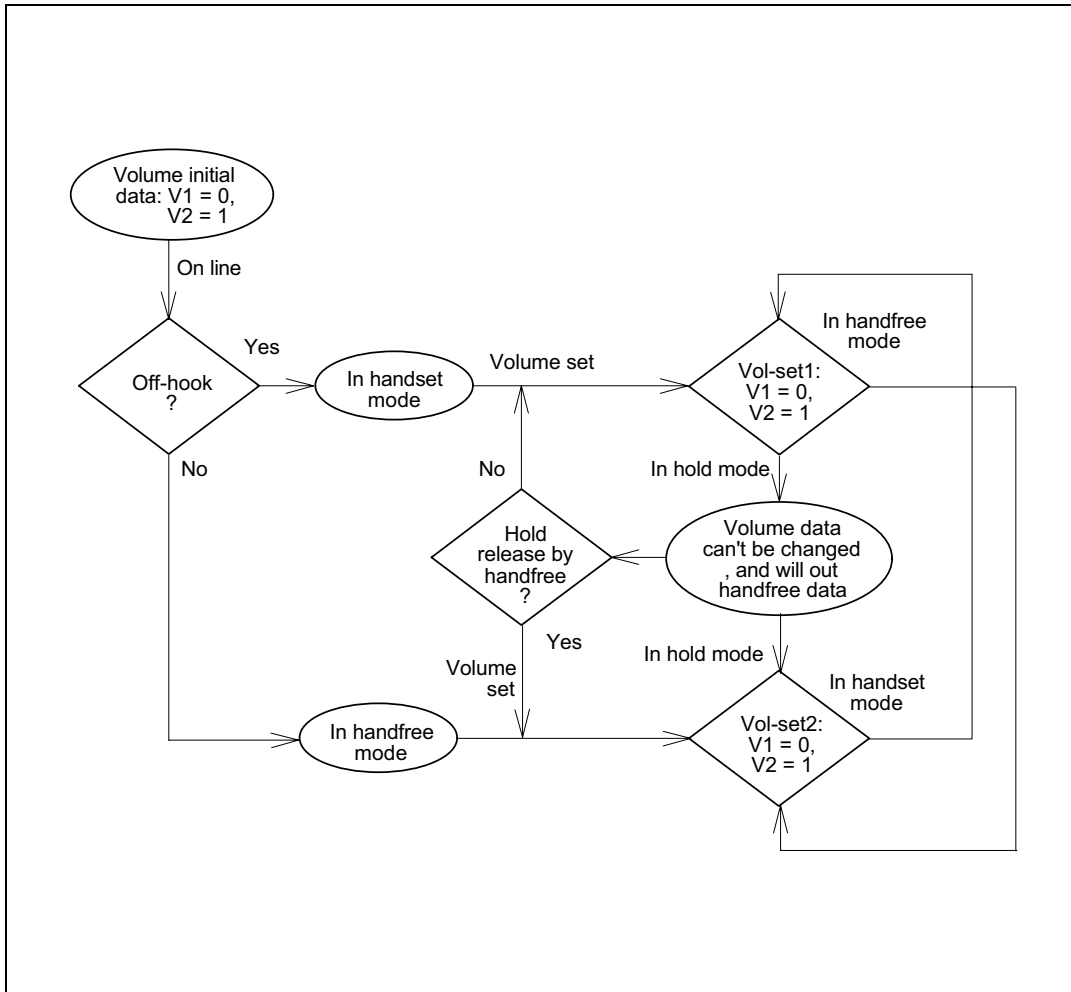 Volume initial
data: V1 = 0,
V2 = 1
On line
Off-hook
?
Yes
No
In handset
mode
Volume set
Vol-set1:
V1 = 0,
V2 = 1
In handfree
mode
In hold mode
Volume data
can't be changed
, and will out
handfree data
No
Hold
release by
handfree
?
Yes
Volume
set
In hold mode
In handfree
mode
Vol-set2:
V1 = 0,
V2 = 1
In handset
mode